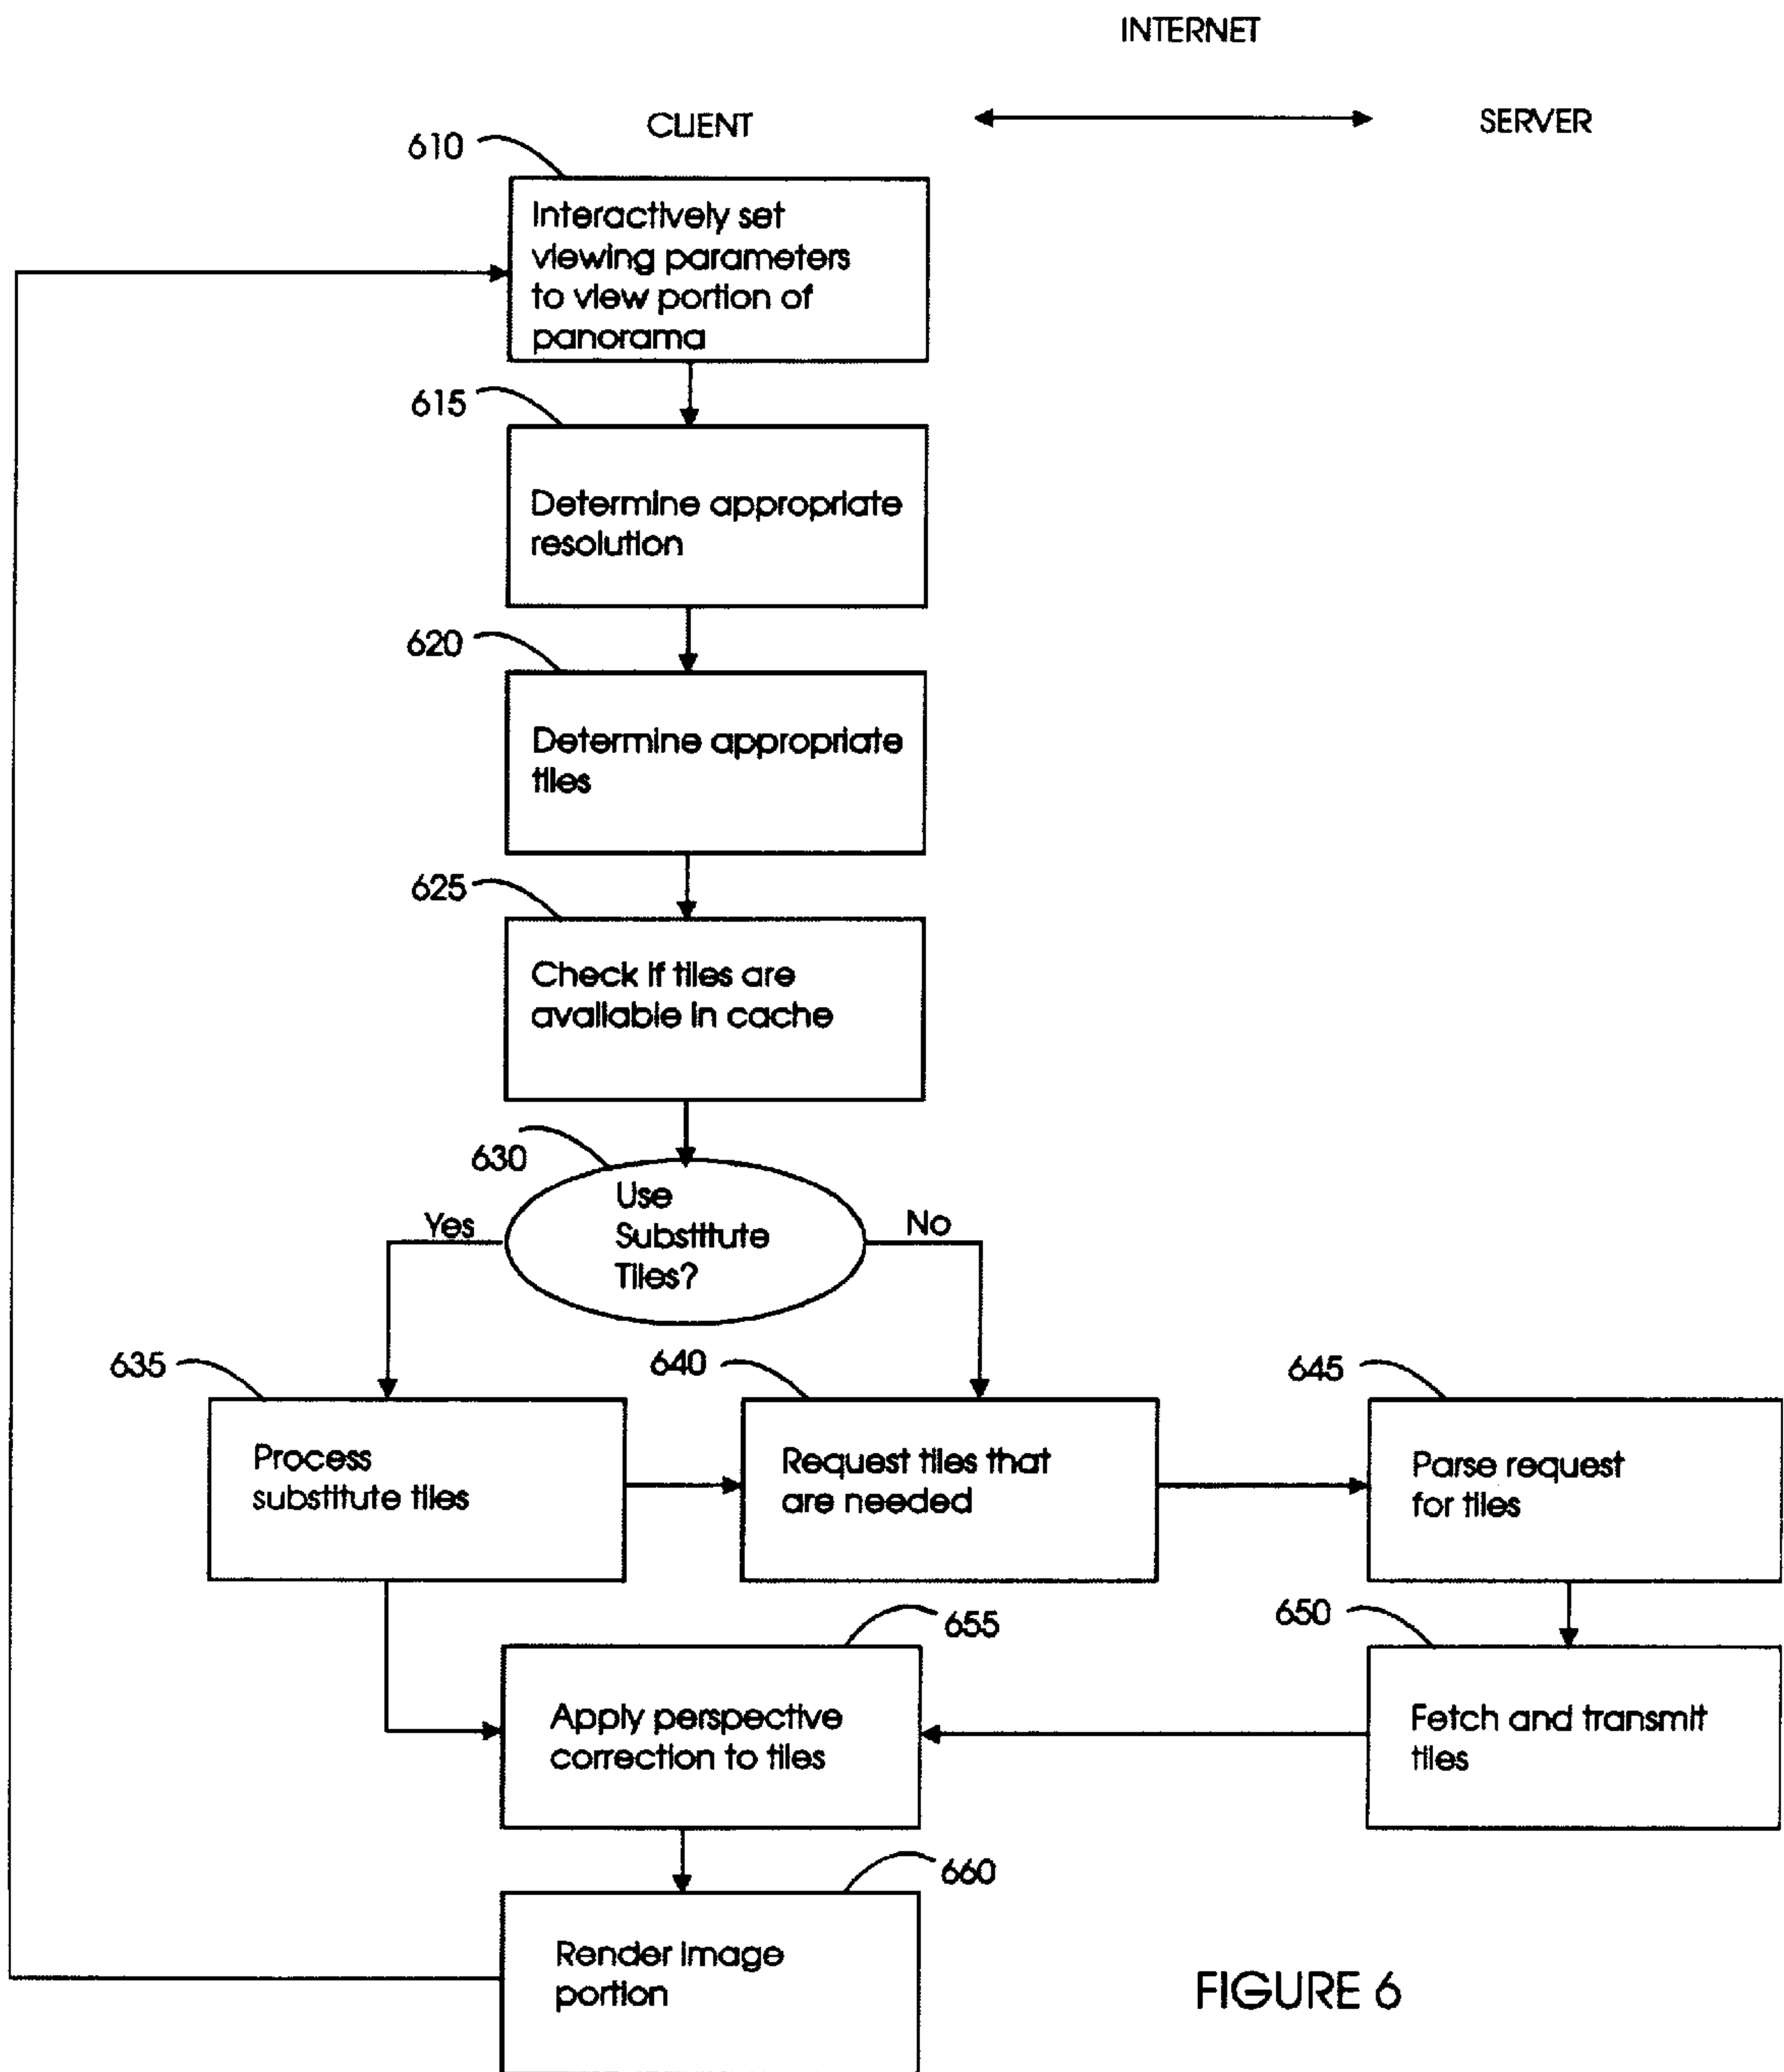 INTERNET
CLIENT
SERVER
610
Interactively set
viewing parameters
to view portion of
panorama
615
Determine appropriate
resolution
620
Determine appropriate
tiles
625
Check if tiles are
available in cache
630
Use
Substitute
Tiles?
Yes
No
635
Process
substitute tiles
640
Request tiles that
are needed
645
Parse request
for tiles
655
Apply perspective
correction to tiles
650
Fetch and transmit
tiles
660
Render image
portion
FIGURE 6